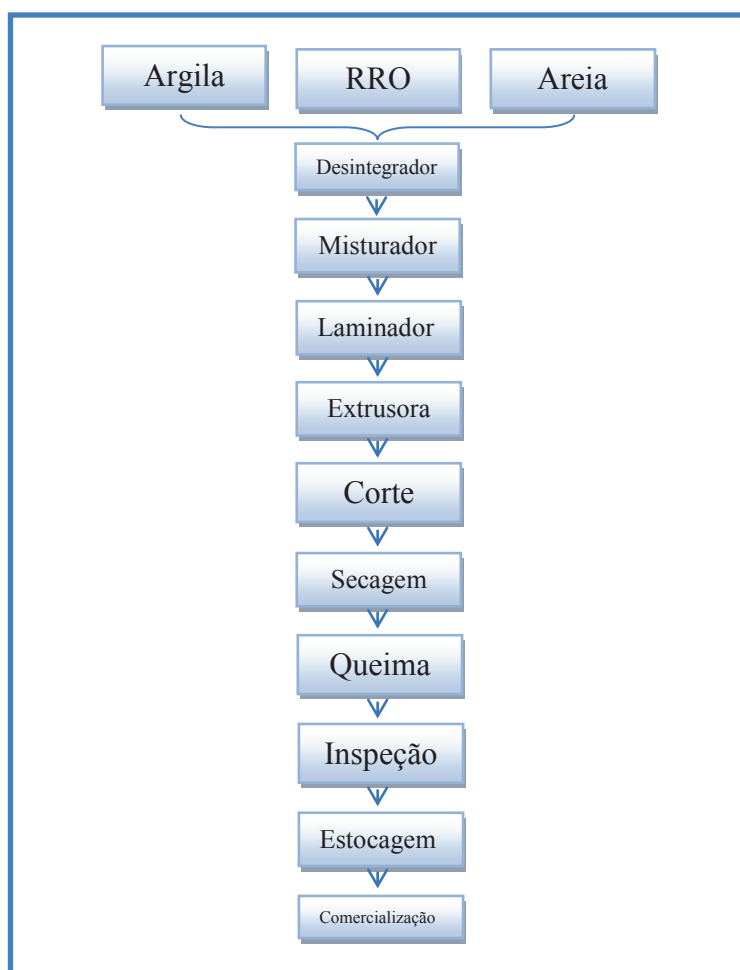 Argila
RRO
Areia
Desintegrador
Misturador
Laminador
Extrusora
Corte
Secagem
Queima
Inspeção
Estocagem
Comercialização